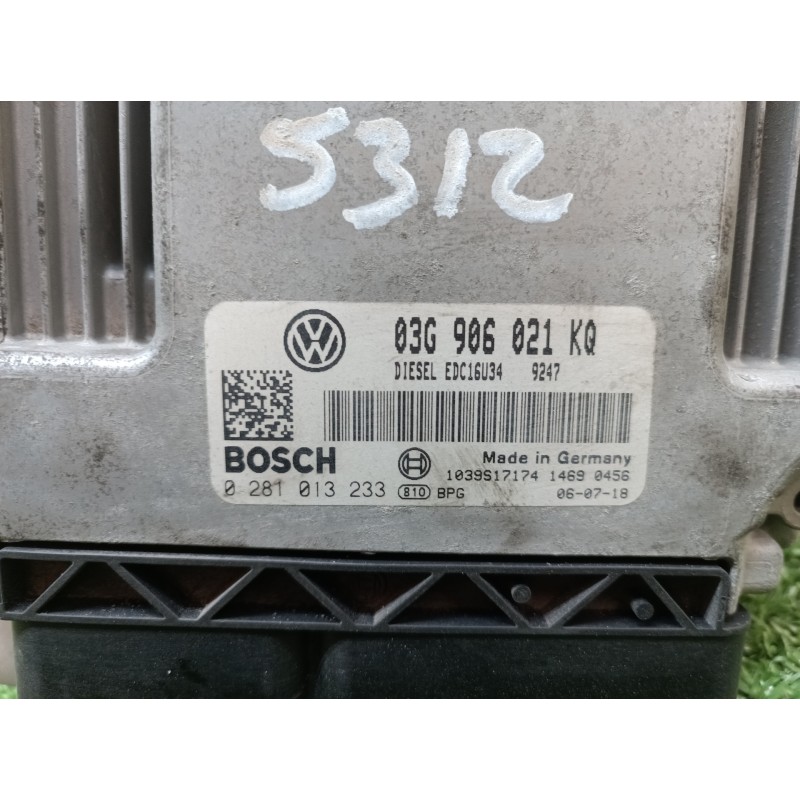 5312
03G 906 021 KQ
DIESEL EDC16U34 9247
BOSCH
Made in Germany
1039S17174 1469 0456
0 281 013 233 810 BPG 06-07-18